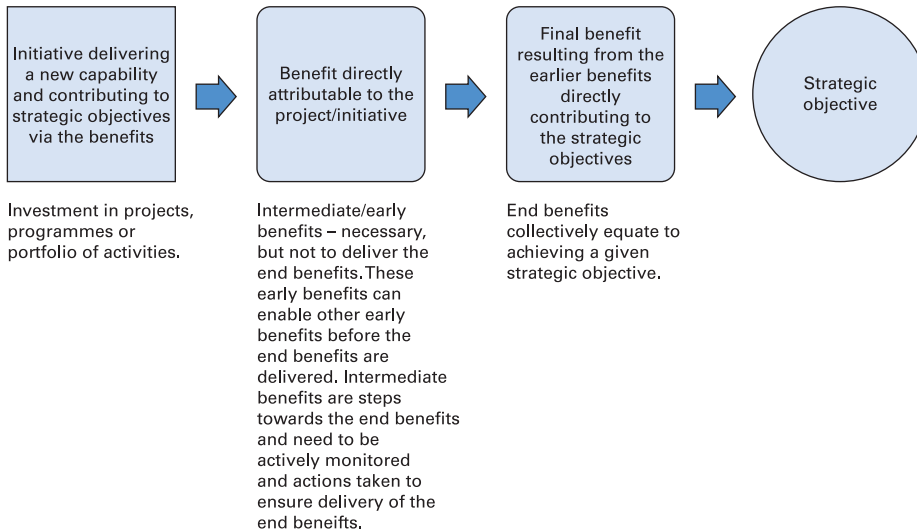 Initiative delivering
a new capability
and contributing to
strategic objectives
via the benefits
Benefit directly
attributable to the
project/initiative
Final benefit
resulting from the
earlier benefits
directly
contributing to
the strategic
objectives
Strategic
objective
Investment in projects,
programmes or
portfolio of activities.
Intermediate/early
benefits – necessary,
but not to deliver the
end benefits. These
early benefits can
enable other early
benefits before the
end benefits are
delivered. Intermediate
benefits are steps
towards the end benefits
and need to be
actively monitored
and actions taken to
ensure delivery of the
end beneifts.
End benefits
collectively equate to
achieving a given
strategic objective.